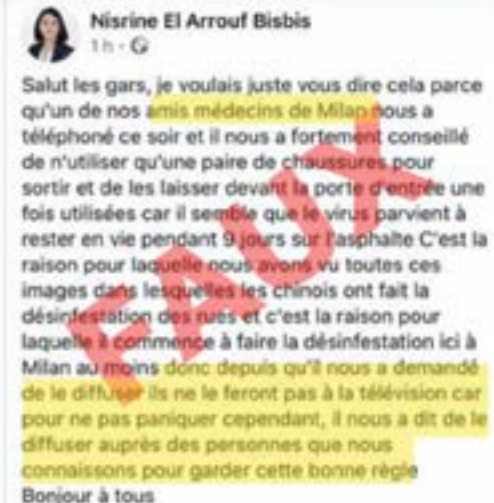 Nisrine El Arrouf Bisbis
1 h ·
Salut les gars, je voulais juste vous dire cela parce
qu'un de nos amis médecins de Milan nous a
téléphoné ce soir et il nous a fortement conseillé
de n'utiliser qu'une paire de chaussures pour
sortir et de les laisser devant la porte d'entrée une
fois utilisées car il semble que le virus parvient à
rester en vie pendant 9 jours sur l'asphalte C'est la
raison pour laquelle nous avons vu toutes ces
images dans lesquelles les chinois ont fait la
désinfestation des rues et c'est la raison pour
laquelle il commence à faire la désinfestation ici à
Milan au moins donc depuis qu'il nous a demandé
de le diffuser ils ne le feront pas à la télévision car
pour ne pas paniquer cependant, il nous a dit de le
diffuser auprès des personnes que nous
connaissons pour garder cette bonne règle
Bonjour à tous
FAUX